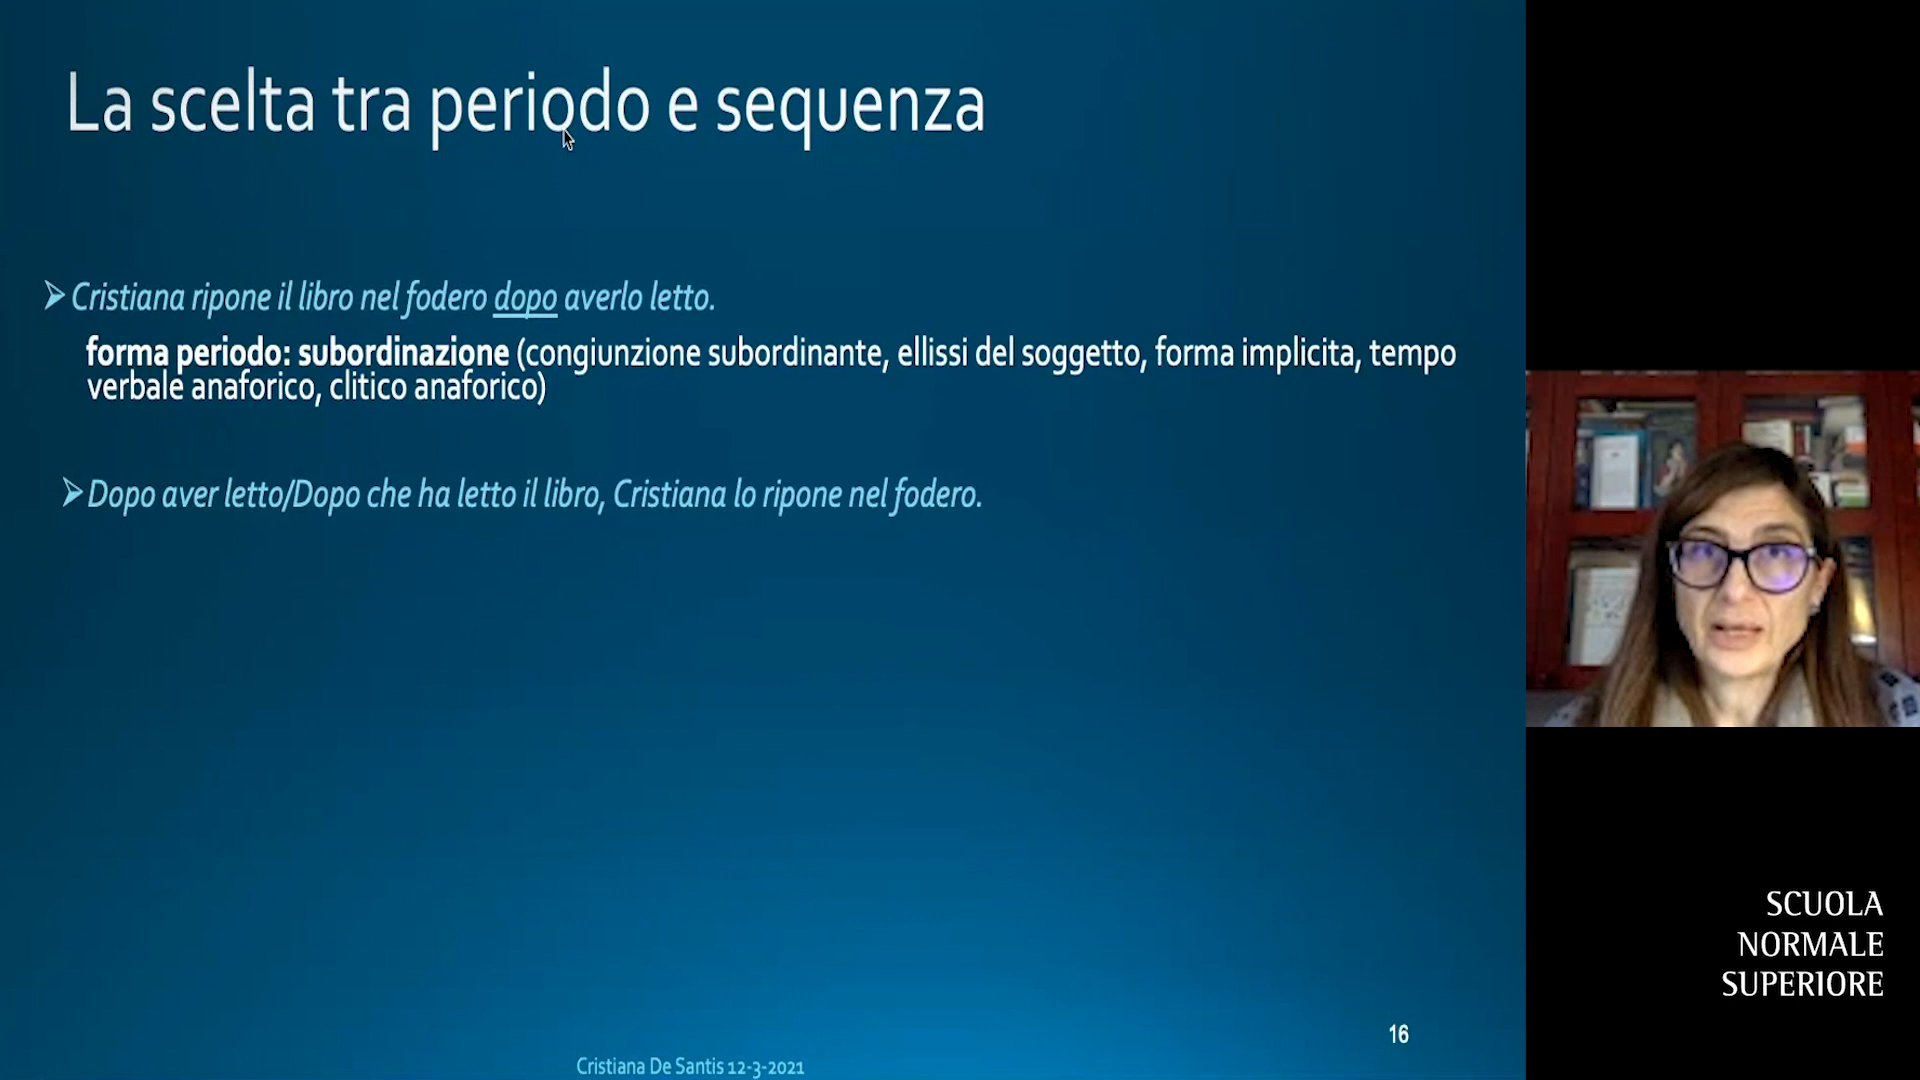 La scelta tra periodo e sequenza
Cristiana ripone il libro nel fodero dopo averlo letto.
forma periodo: subordinazione (congiunzione subordinante, ellissi del soggetto, forma implicita, tempo
verbale anaforico, clitico anaforico)
Dopo aver letto/Dopo che ha letto il libro, Cristiana lo ripone nel fodero.
SCUOLA
NORMALE
SUPERIORE
16
Cristiana De Santis 12-3-2021